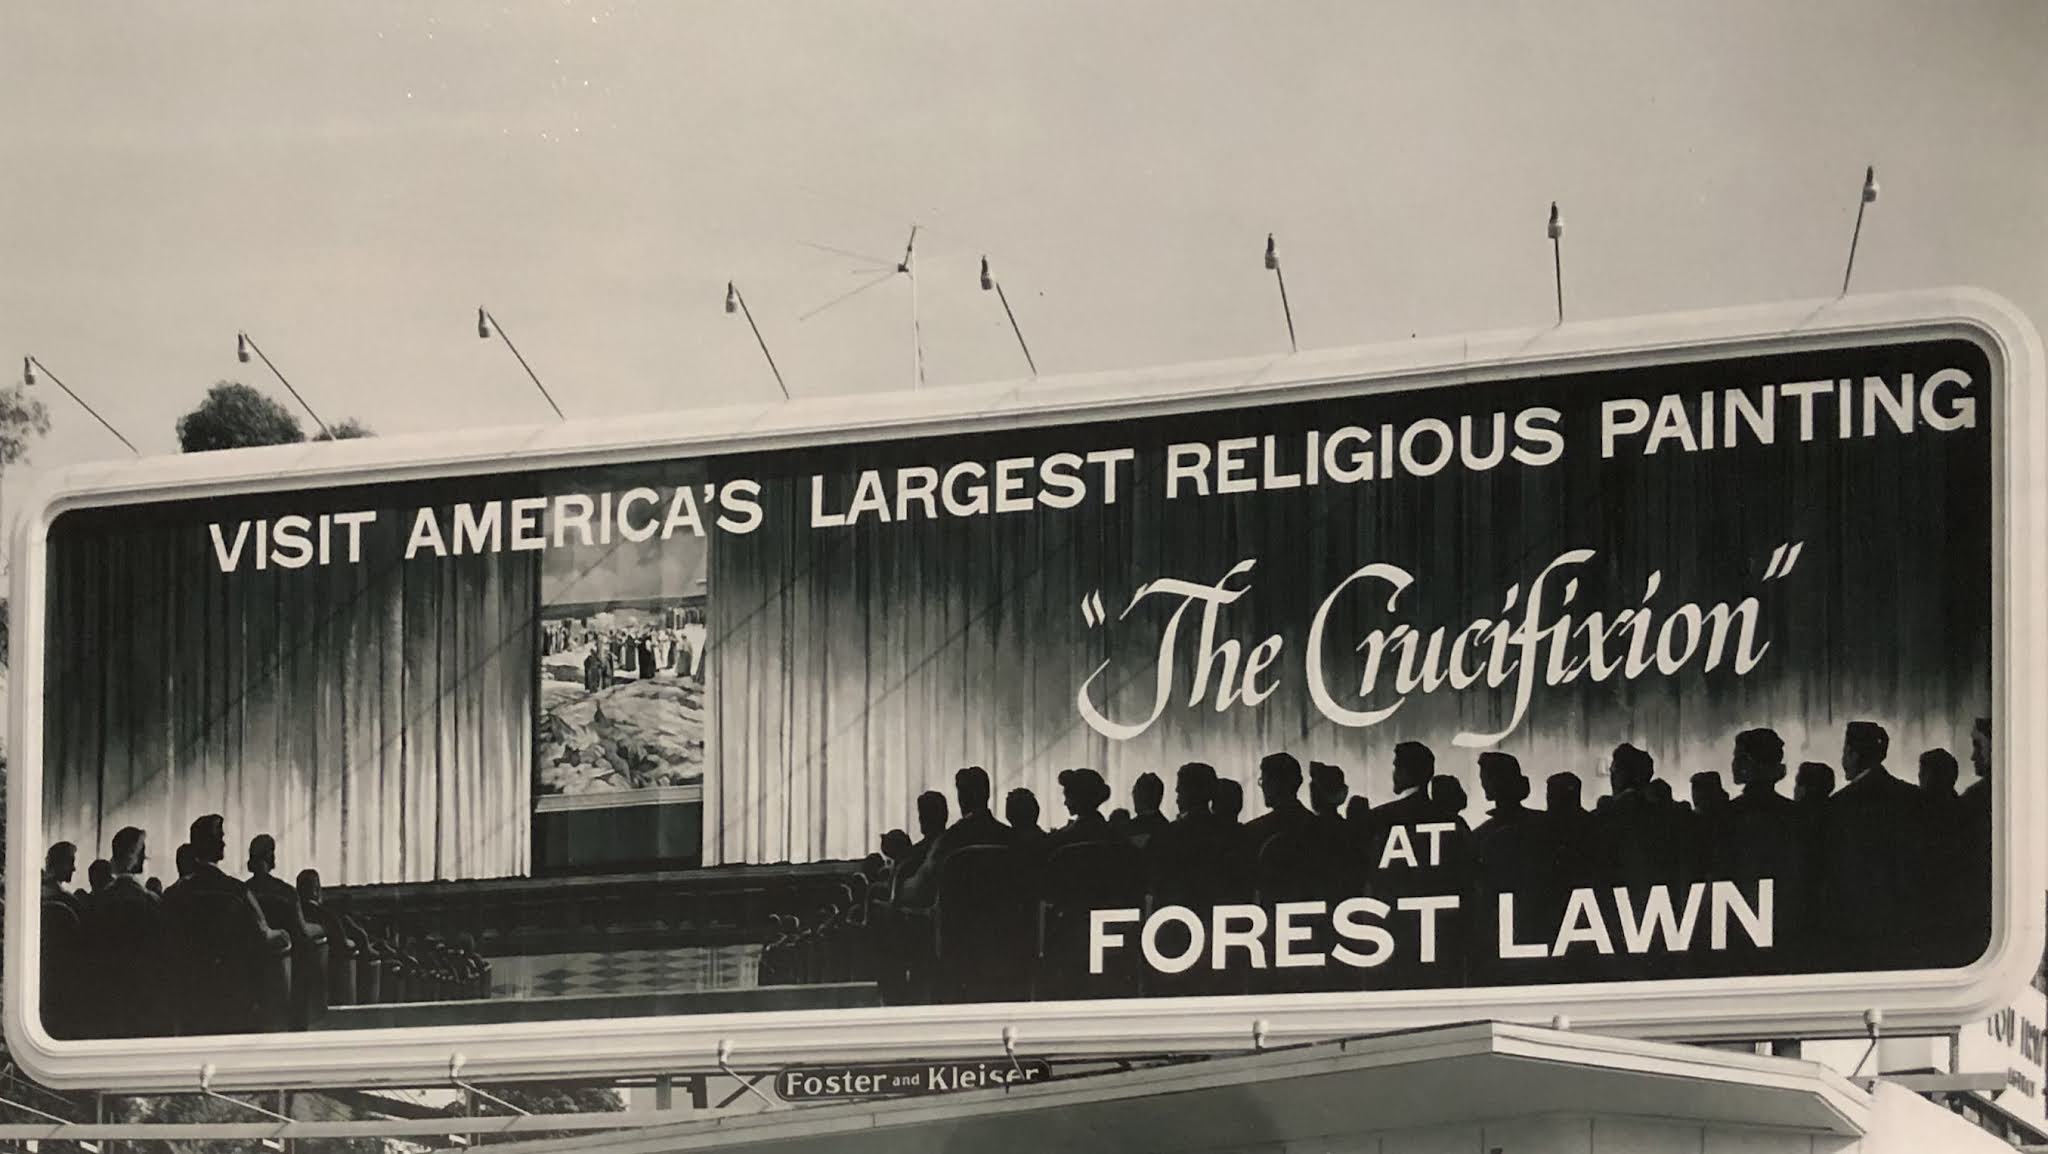 VISIT AMERICA'S LARGEST RELIGIOUS PAINTING
"The Crucifixion"
AT
FOREST LAWN
Foster and Kleiser